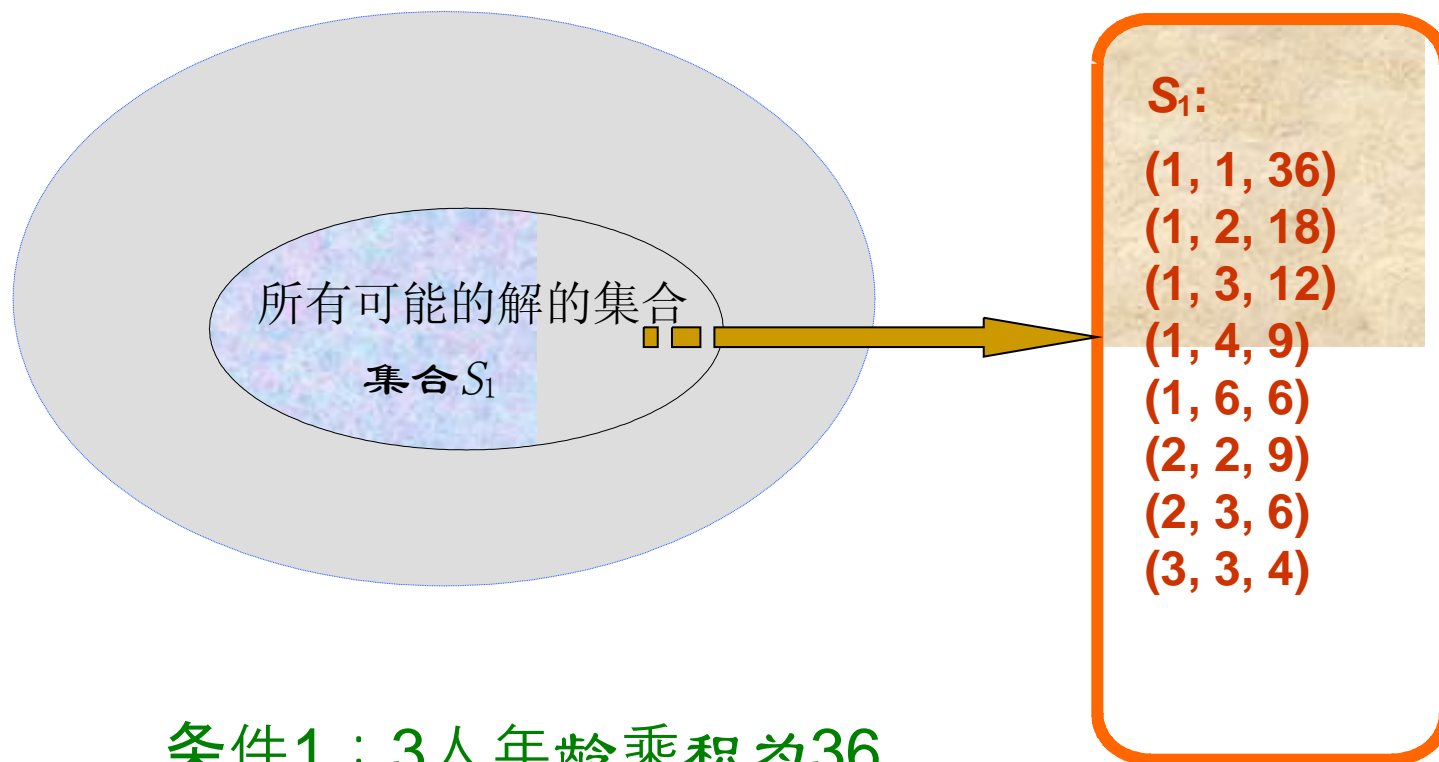 所有可能的解的集合
集合S₁
S₁:
(1, 1, 36)
(1, 2, 18)
(1, 3, 12)
(1, 4, 9)
(1, 6, 6)
(2, 2, 9)
(2, 3, 6)
(3, 3, 4)
条件1：3人年龄乘积为36